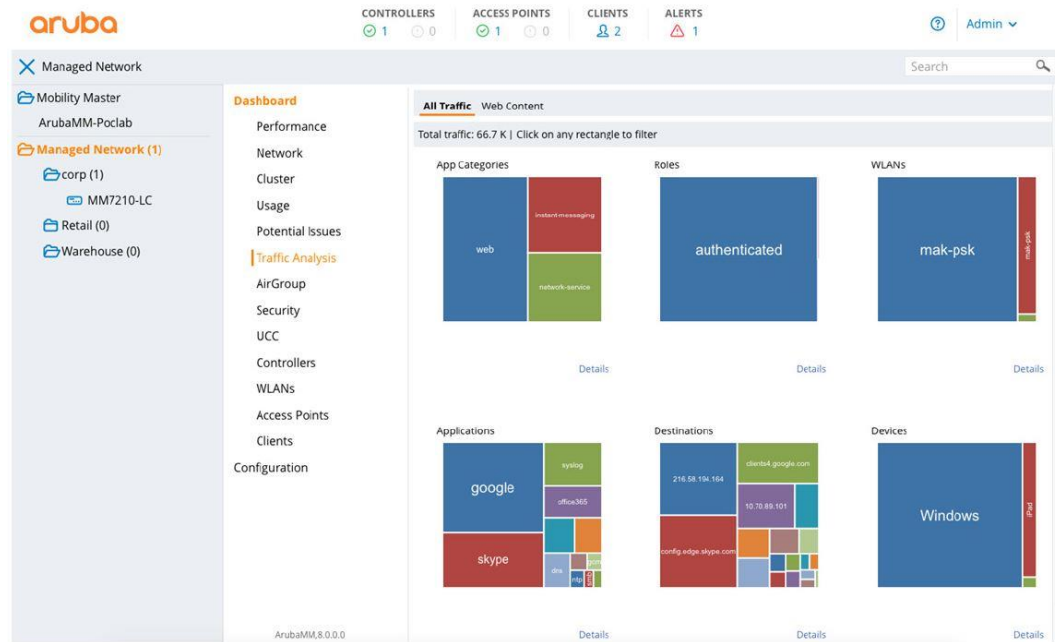 aruba
CONTROLLERS
1 0
ACCESS POINTS
1 0
CLIENTS
2
ALERTS
1
Admin
Managed Network
Search
Mobility Master
ArubaMM-Poclab
Managed Network (1)
corp (1)
MM7210-LC
Retail (0)
Warehouse (0)
Dashboard
Performance
Network
Cluster
Usage
Potential Issues
Traffic Analysis
AirGroup
Security
UCC
Controllers
WLANs
Access Points
Clients
Configuration
ArubaMM,8.0.0.0
All Traffic Web Content
Total traffic: 66.7 K | Click on any rectangle to filter
App Categories
web
instant-messaging
network-service
Details
Roles
authenticated
Details
WLANs
mak-psk
mak-psk
Details
Applications
google
skype
syslog
office365
dns
ntp
Details
Destinations
216.58.194.164
config.edge.skype.com
clients4.google.com
10.70.89.101
Details
Devices
Windows
iPad
Details